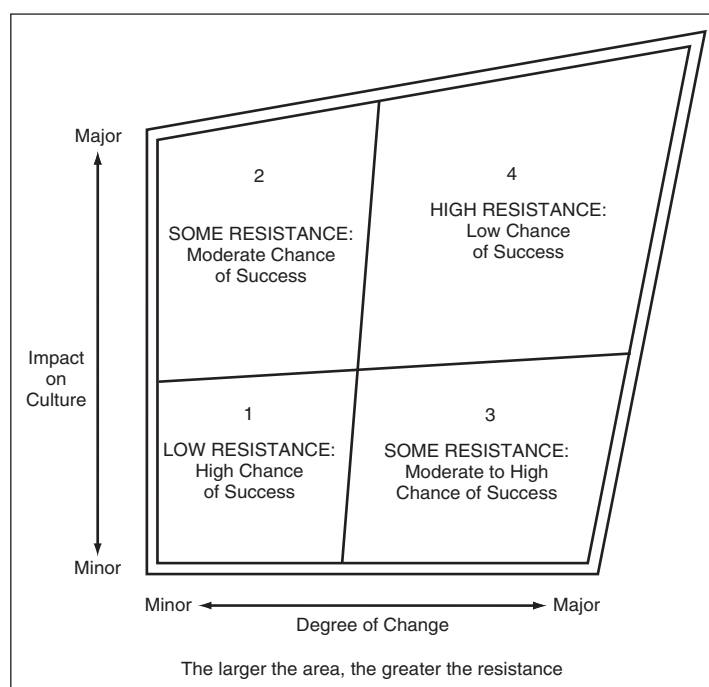 Major
2
SOME RESISTANCE:
Moderate Chance
of Success
4
HIGH RESISTANCE:
Low Chance
of Success
Impact
on
Culture
1
LOW RESISTANCE:
High Chance
of Success
3
SOME RESISTANCE:
Moderate to High
Chance of Success
Minor
Minor
Major
Degree of Change
The larger the area, the greater the resistance